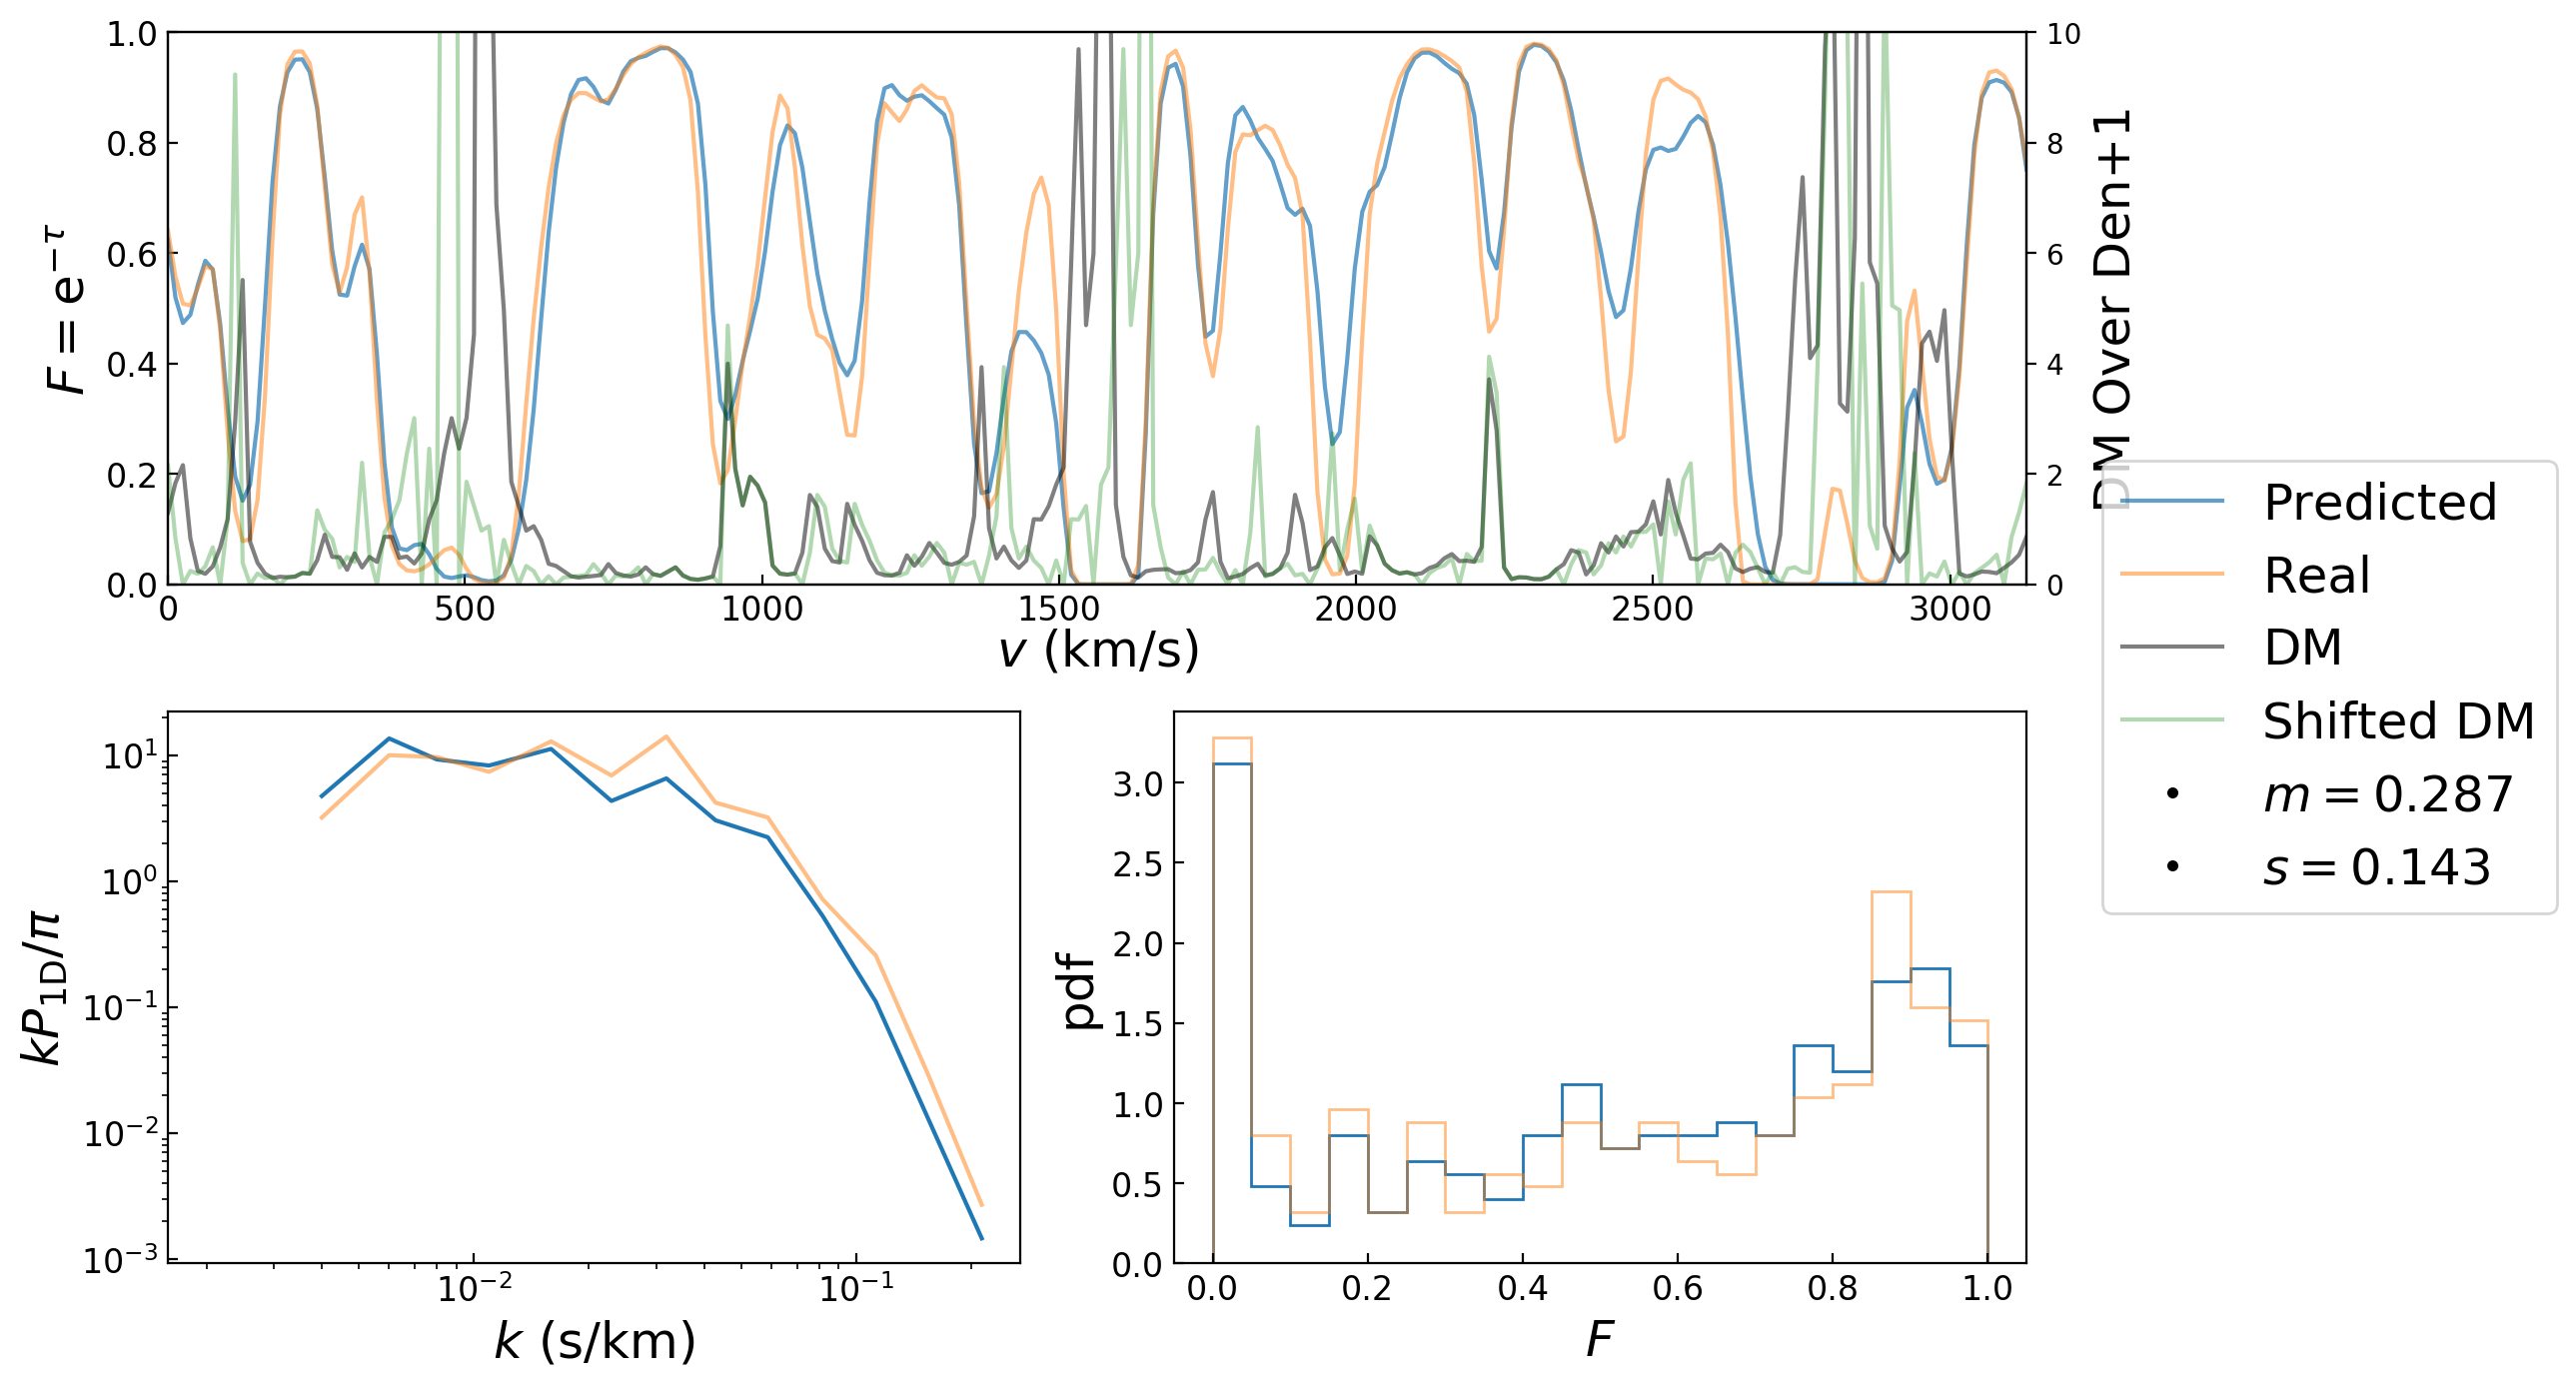 1.0
0.8
0.6
0.4
0.2
0.0
F = e^{-τ}
10
8
6
4
2
0
DM Over Den+1
0 500 1000 1500 2000 2500 3000
v (km/s)
Predicted
Real
DM
Shifted DM
m = 0.287
s = 0.143
10^1
10^0
10^{-1}
10^{-2}
10^{-3}
kP_{1D}/π
10^{-2} 10^{-1}
k (s/km)
3.0
2.5
2.0
1.5
1.0
0.5
0.0
pdf
0.0 0.2 0.4 0.6 0.8 1.0
F